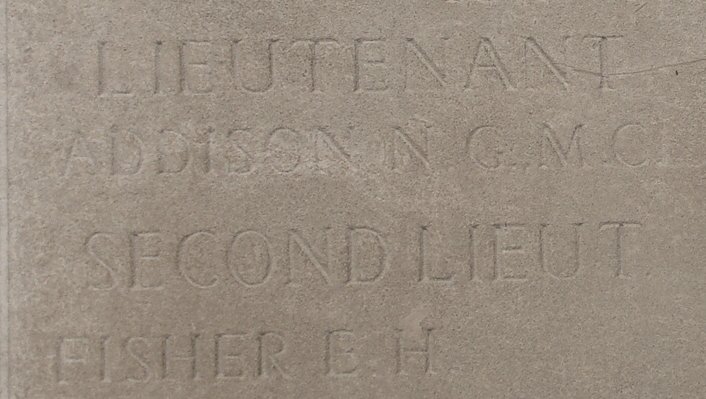 LIEUTENANT
ADDISON N. G., M.C.
SECOND LIEUT.
FISHER E. H.